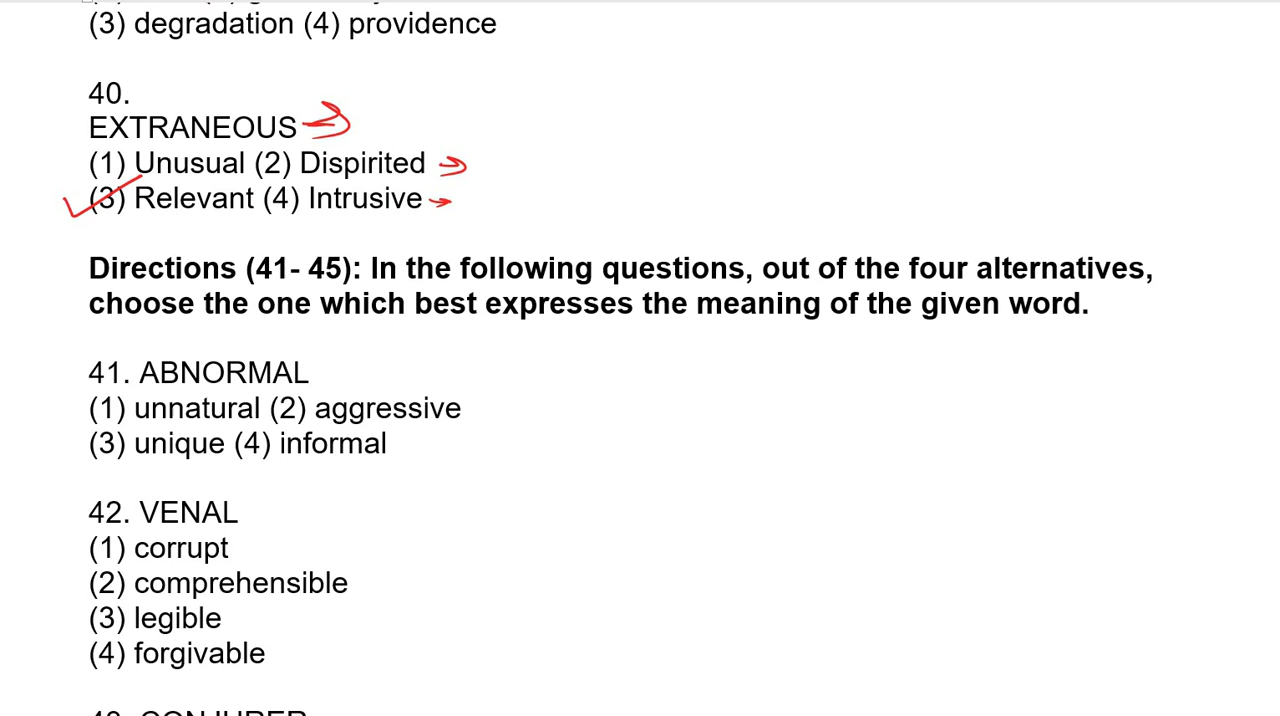 (3) degradation (4) providence
40.
EXTRANEOUS
(1) Unusual (2) Dispirited
(3) Relevant (4) Intrusive
Directions (41- 45): In the following questions, out of the four alternatives,
choose the one which best expresses the meaning of the given word.
41. ABNORMAL
(1) unnatural (2) aggressive
(3) unique (4) informal
42. VENAL
(1) corrupt
(2) comprehensible
(3) legible
(4) forgivable